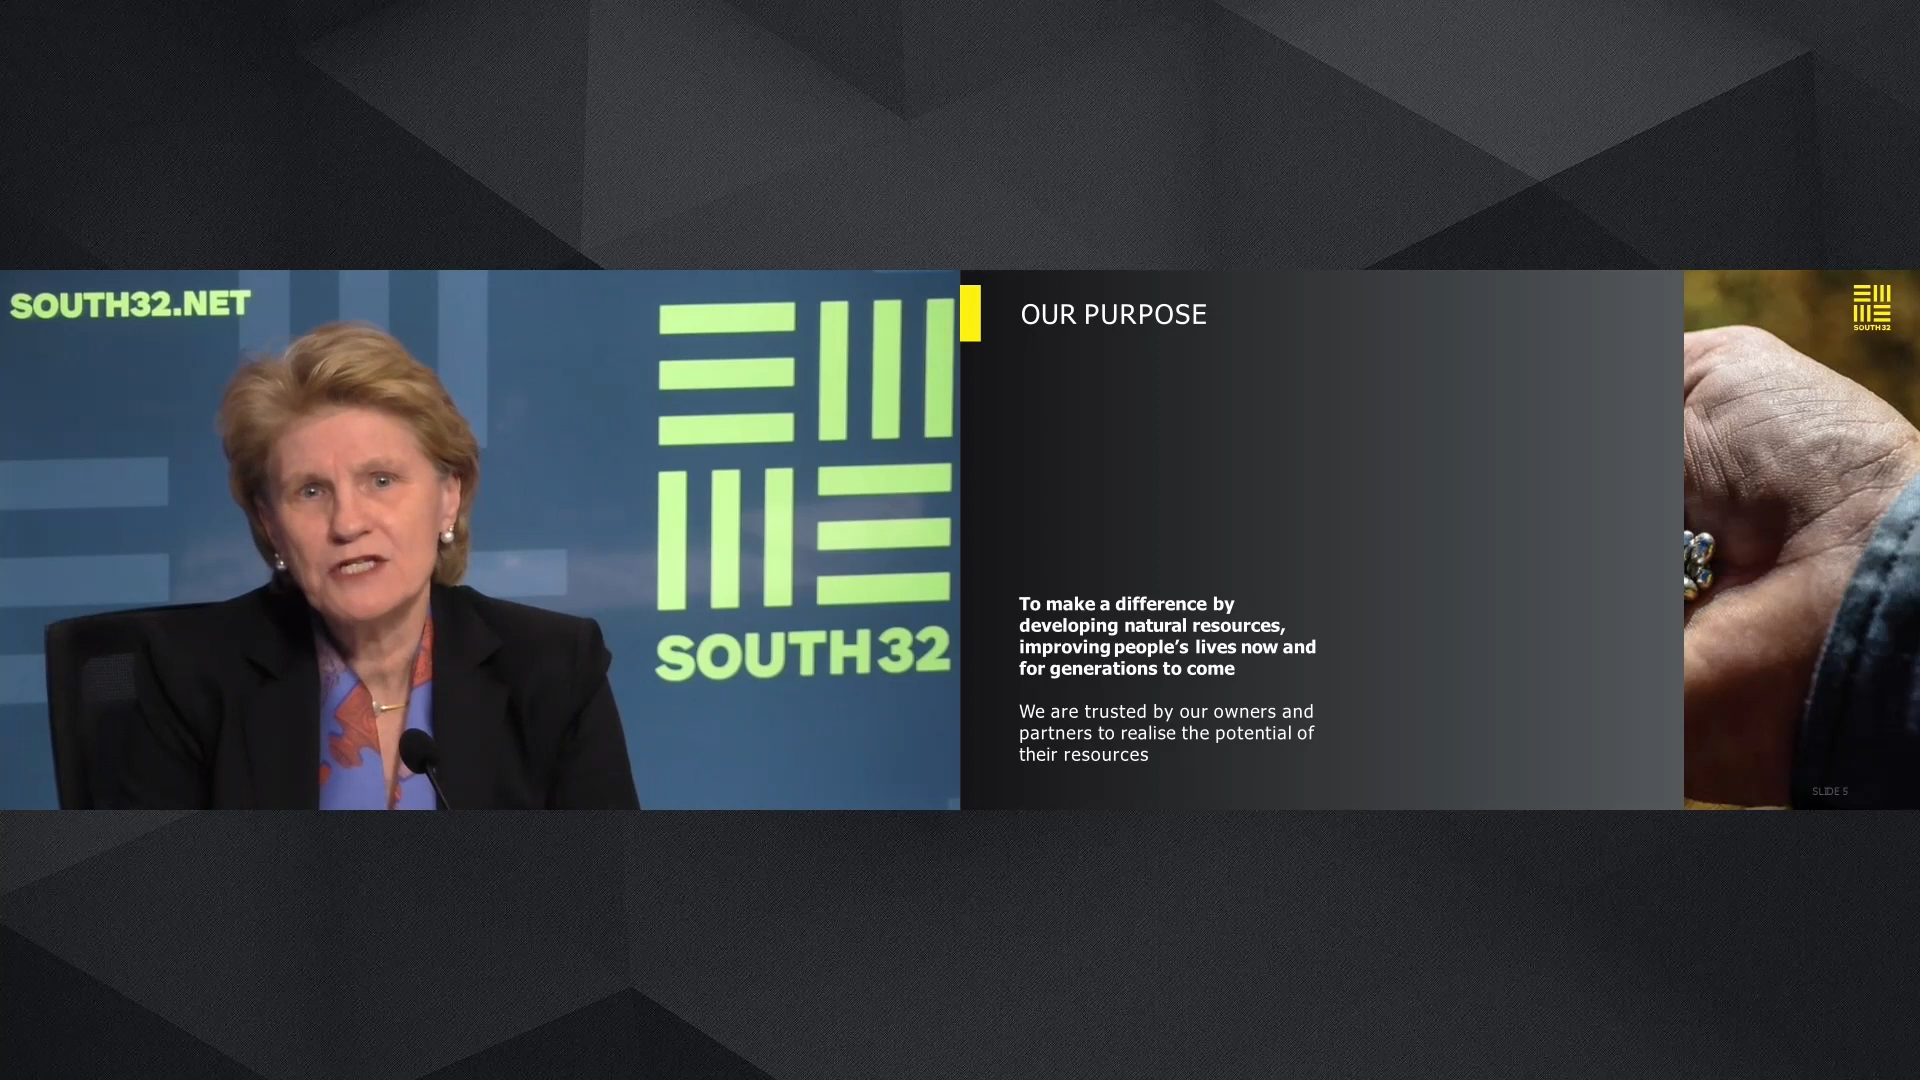 SOUTH32.NET
SOUTH32
OUR PURPOSE
To make a difference by
developing natural resources,
improving people’s lives now and
for generations to come
We are trusted by our owners and
partners to realise the potential of
their resources
SOUTH32
SLIDE 5